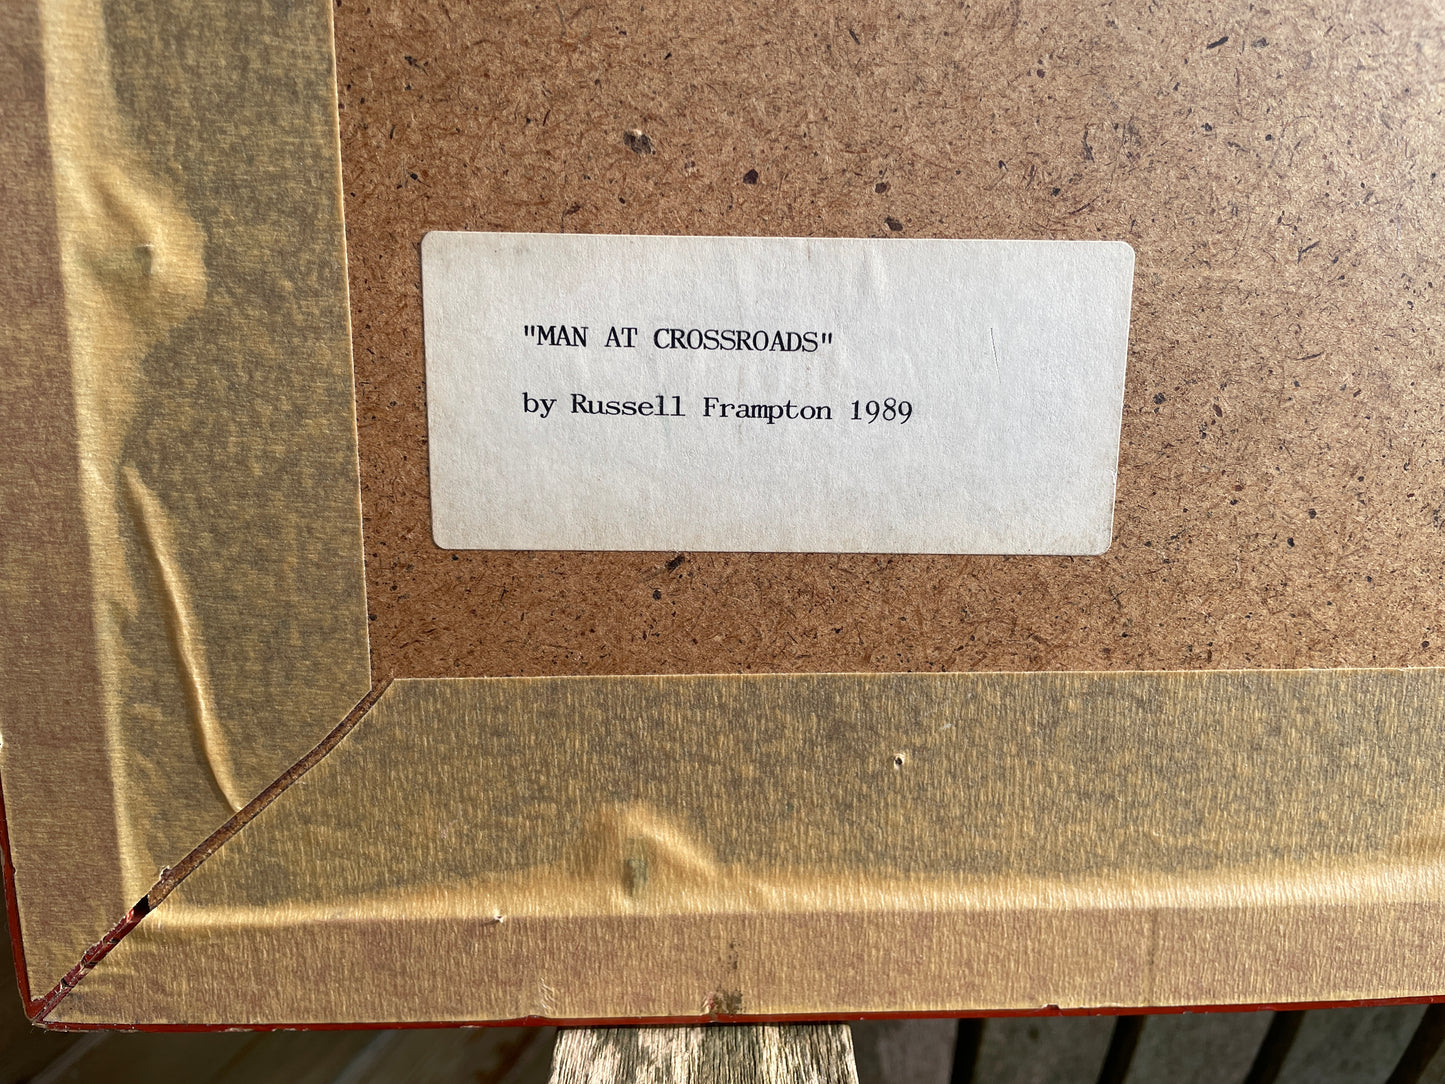 "MAN AT CROSSROADS"
by Russell Frampton 1989